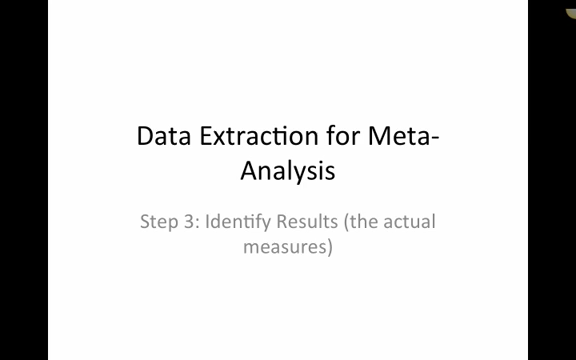 Data Extraction for Meta-
Analysis
Step 3: Identify Results (the actual
measures)